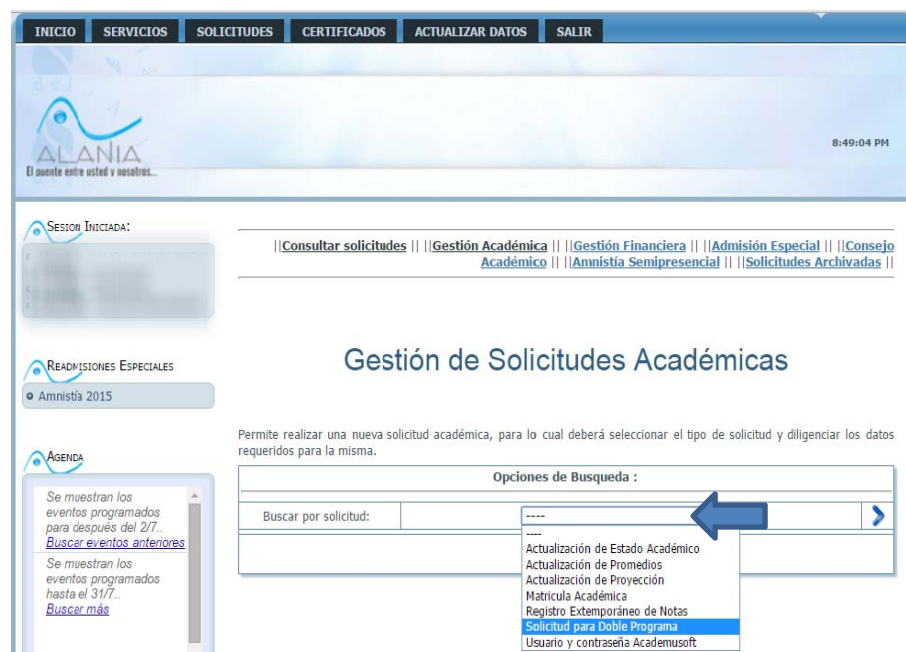 INICIO SERVICIOS SOLICITUDES CERTIFICADOS ACTUALIZAR DATOS SALIR
del
ALANIA
El puente entre usted y nosotros...
8:49:04 PM
SESION INICIADA:
||Consultar solicitudes || ||Gestión Académica || ||Gestión Financiera || ||Admisión Especial || ||Consejo
Académico || ||Amnistía Semipresencial || ||Solicitudes Archivadas ||
READMISIONES ESPECIALES
Amnistía 2015
Gestión de Solicitudes Académicas
Permite realizar una nueva solicitud académica, para lo cual deberá seleccionar el tipo de solicitud y diligenciar los datos
requeridos para la misma.
AGENDA
Se muestran los
eventos programados
para después del 2/7..
Buscar eventos anteriores
Se muestran los
eventos programados
hasta el 31/7..
Buscar más
Opciones de Busqueda :
Buscar por solicitud: ----
----
Actualización de Estado Académico
Actualización de Promedios
Actualización de Proyección
Matricula Académica
Registro Extemporáneo de Notas
Solicitud para Doble Programa
Usuario y contraseña Academusoft